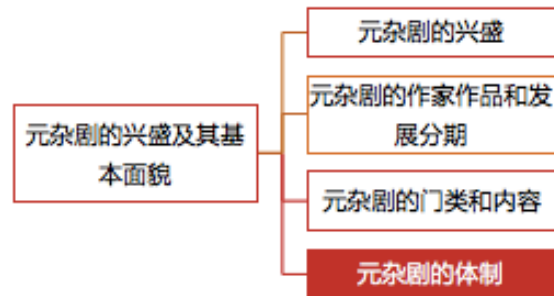 元杂剧的兴盛
元杂剧的作家作品和发
展分期
元杂剧的兴盛及其基
本面貌
元杂剧的门类和内容
元杂剧的体制